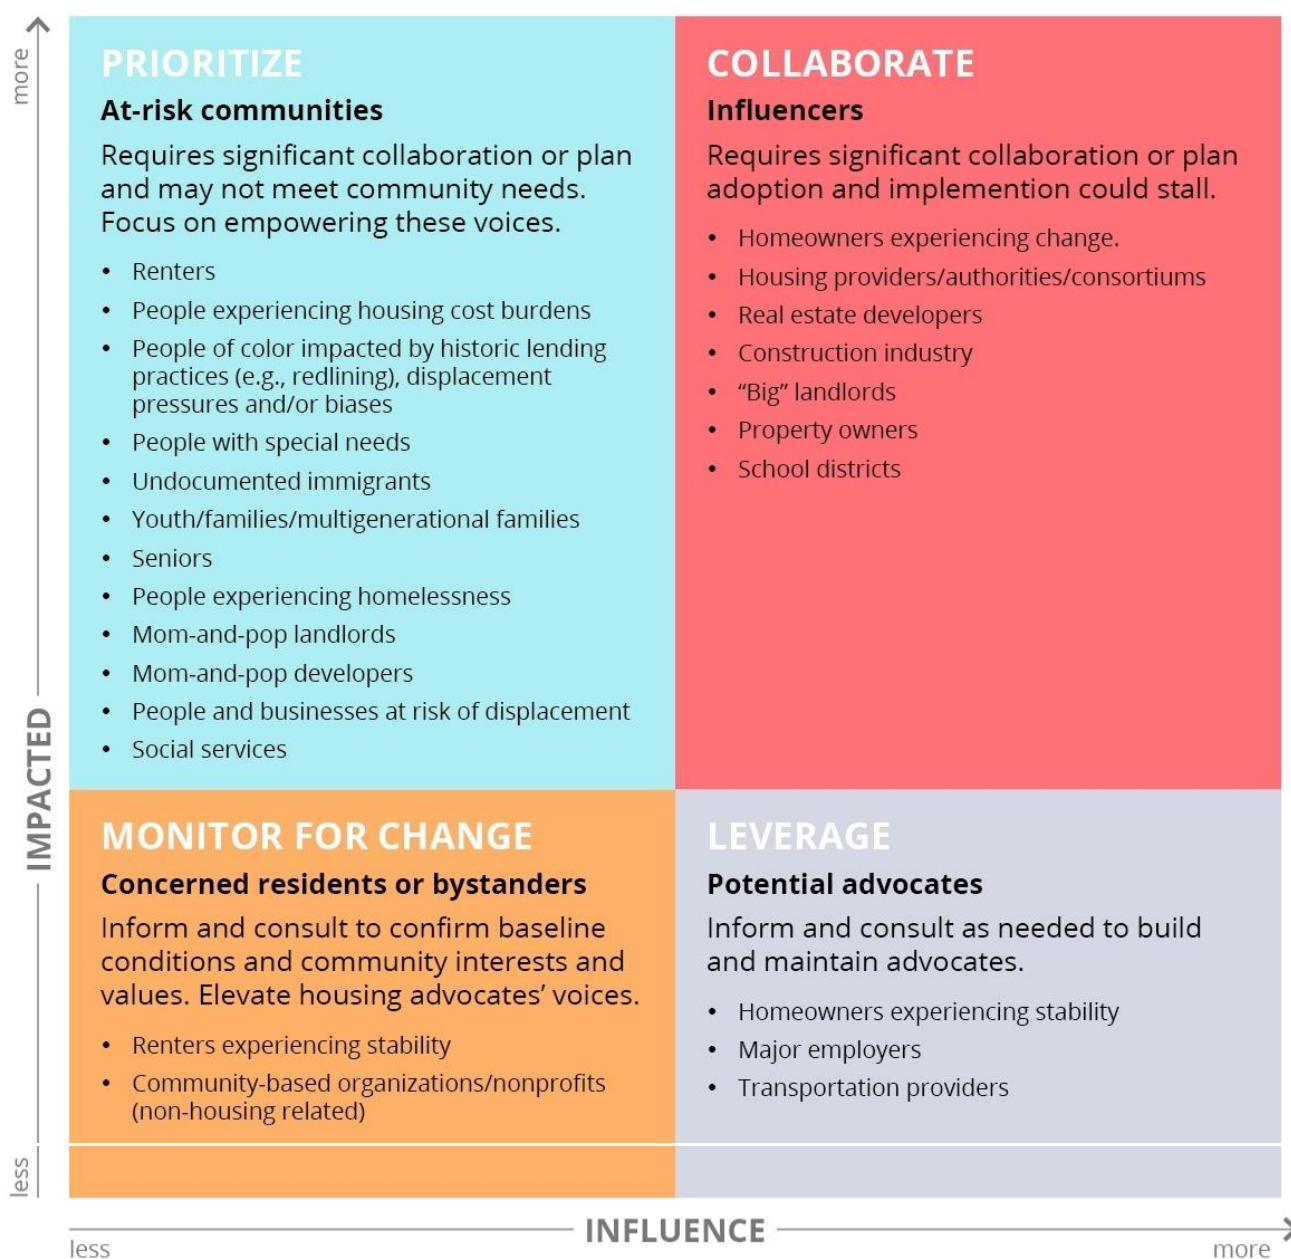 more
PRIORITIZE
At-risk communities
Requires significant collaboration or plan
and may not meet community needs.
Focus on empowering these voices.
• Renters
• People experiencing housing cost burdens
• People of color impacted by historic lending
practices (e.g., redlining), displacement
pressures and/or biases
• People with special needs
• Undocumented immigrants
• Youth/families/multigenerational families
• Seniors
• People experiencing homelessness
• Mom-and-pop landlords
• Mom-and-pop developers
• People and businesses at risk of displacement
• Social services
COLLABORATE
Influencers
Requires significant collaboration or plan
adoption and implemention could stall.
• Homeowners experiencing change.
• Housing providers/authorities/consortiums
• Real estate developers
• Construction industry
• “Big” landlords
• Property owners
• School districts
IMPACTED
MONITOR FOR CHANGE
Concerned residents or bystanders
Inform and consult to confirm baseline
conditions and community interests and
values. Elevate housing advocates’ voices.
• Renters experiencing stability
• Community-based organizations/nonprofits
(non-housing related)
LEVERAGE
Potential advocates
Inform and consult as needed to build
and maintain advocates.
• Homeowners experiencing stability
• Major employers
• Transportation providers
less
INFLUENCE
less
more